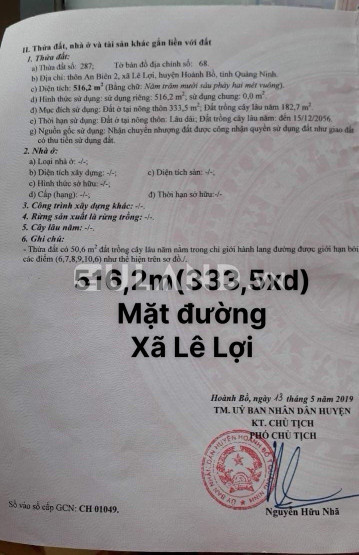 II. Thửa đất, nhà ở và tài sản khác gắn liền với đất
1. Thửa đất:
a) Thửa đất số: 287; Tờ bản đồ địa chính số: 68.
b) Địa chỉ: thôn An Biên 2, xã Lê Lợi, huyện Hoành Bồ, tỉnh Quảng Ninh.
c) Diện tích: 516,2 m² (Bằng chữ: Năm trăm mười sáu phẩy hai mét vuông).
d) Hình thức sử dụng: sử dụng riêng: 516,2 m²; sử dụng chung: 0,0 m².
đ) Mục đích sử dụng: Đất ở tại nông thôn 333,5 m²; Đất trồng cây lâu năm 182,7 m².
e) Thời hạn sử dụng: Đất ở tại nông thôn: Lâu dài; Đất trồng cây lâu năm: đến 15/12/2056.
g) Nguồn gốc sử dụng: Nhận chuyển nhượng đất được công nhận quyền sử dụng đất như giao đất
có thu tiền sử dụng đất.
2. Nhà ở:
a) Loại nhà ở: -/-;
b) Diện tích xây dựng: -/-; c) Diện tích sàn: -/-;
c) Hình thức sở hữu: -/-;
d) Cấp (hạng): -/-; đ) Thời hạn sở hữu:-/-
3. Công trình xây dựng khác: -/-.
4. Rừng sản xuất là rừng trồng: -/-.
5. Cây lâu năm: -/-.
6. Ghi chú:
- Thửa đất có 50,6 m² đất trồng cây lâu năm nằm trong chỉ giới hành lang đường được giới hạn bởi
các điểm (6,7,8,9,10,6) như thể hiện trên sơ đồ./.
516,2m(333,5xd)
Mặt đường
Xã Lê Lợi
Hoành Bồ, ngày 13 tháng 5 năm 2019
TM. UỶ BAN NHÂN DÂN HUYỆN
KT. CHỦ TỊCH
PHÓ CHỦ TỊCH
Nguyễn Hữu Nhã
Số vào sổ cấp GCN: CH 01049.